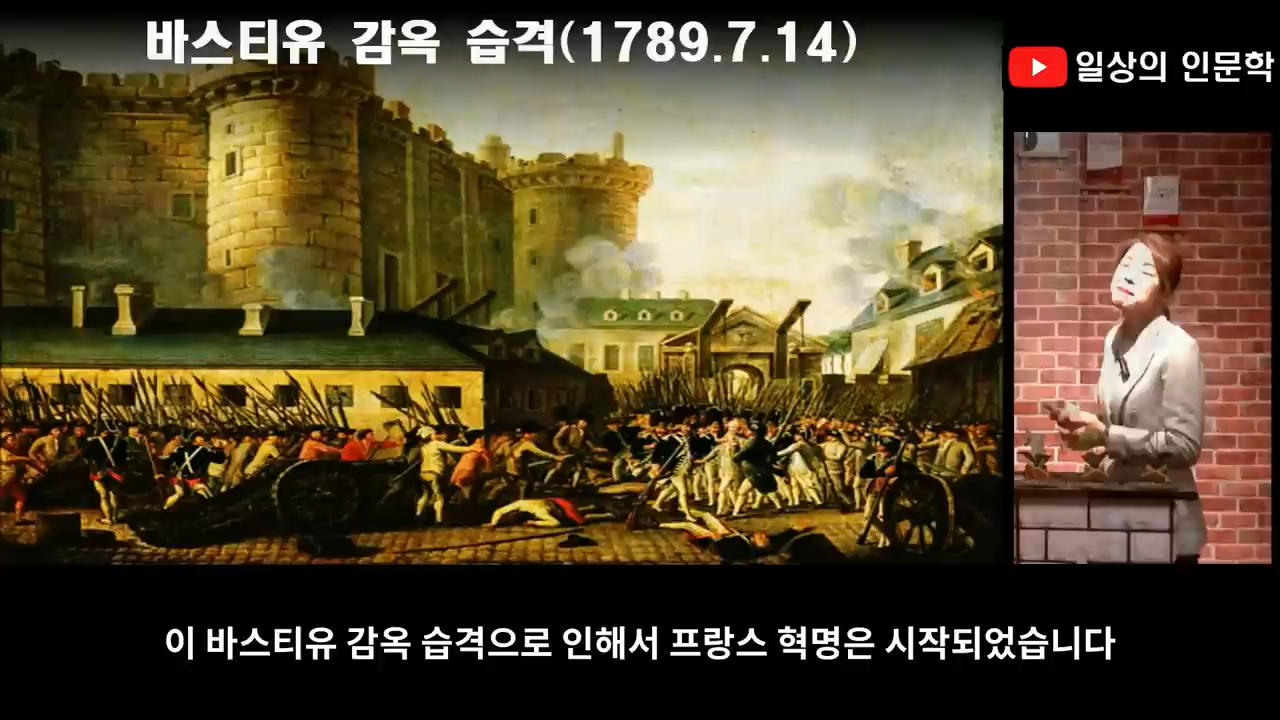 바스티유 감옥 습격(1789.7.14)
일상의 인문학
이 바스티유 감옥 습격으로 인해서 프랑스 혁명은 시작되었습니다